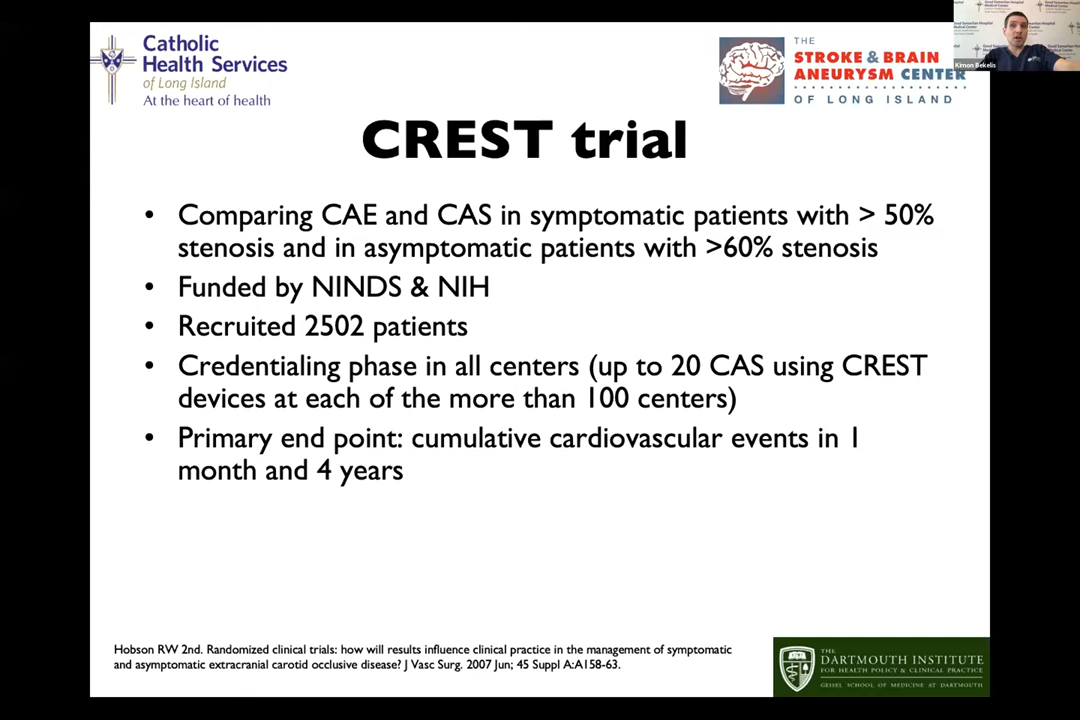 Catholic
Health Services
of Long Island
At the heart of health
THE
STROKE & BRAIN
ANEURYSM CENTER
OF LONG ISLAND
Kimon Bekelis
CREST trial
• Comparing CAE and CAS in symptomatic patients with > 50%
stenosis and in asymptomatic patients with >60% stenosis
• Funded by NINDS & NIH
• Recruited 2502 patients
• Credentialing phase in all centers (up to 20 CAS using CREST
devices at each of the more than 100 centers)
• Primary end point: cumulative cardiovascular events in 1
month and 4 years
Hobson RW 2nd. Randomized clinical trials: how will results influence clinical practice in the management of symptomatic
and asymptomatic extracranial carotid occlusive disease? J Vasc Surg. 2007 Jun; 45 Suppl A:A158-63.
THE
DARTMOUTH INSTITUTE
FOR HEALTH POLICY & CLINICAL PRACTICE
GEISEL SCHOOL OF MEDICINE AT DARTMOUTH